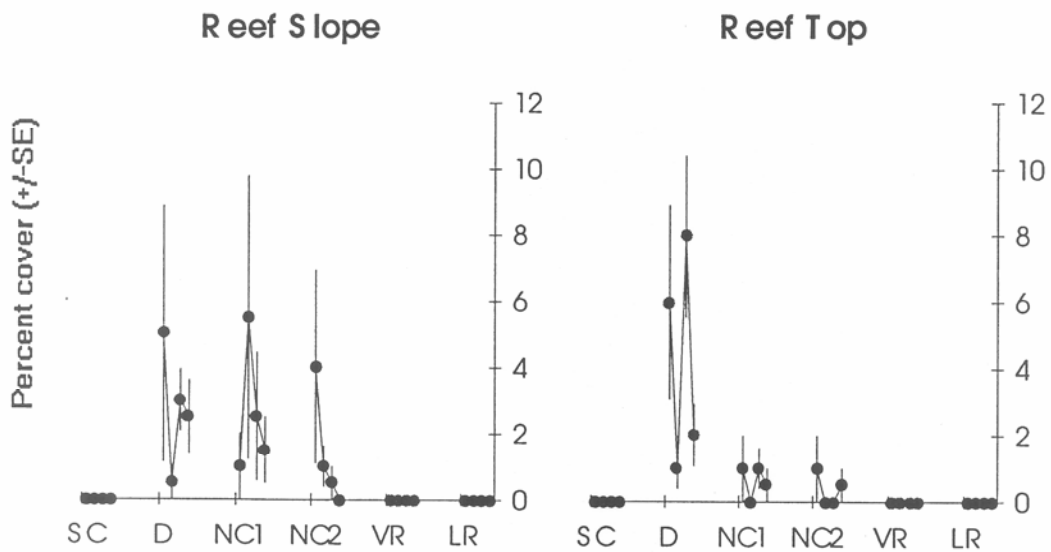 Reef Slope
Reef Top
Percent cover (+/-SE)
12
10
8
6
4
2
0
SC D NC1 NC2 VR LR
12
10
8
6
4
2
0
SC D NC1 NC2 VR LR